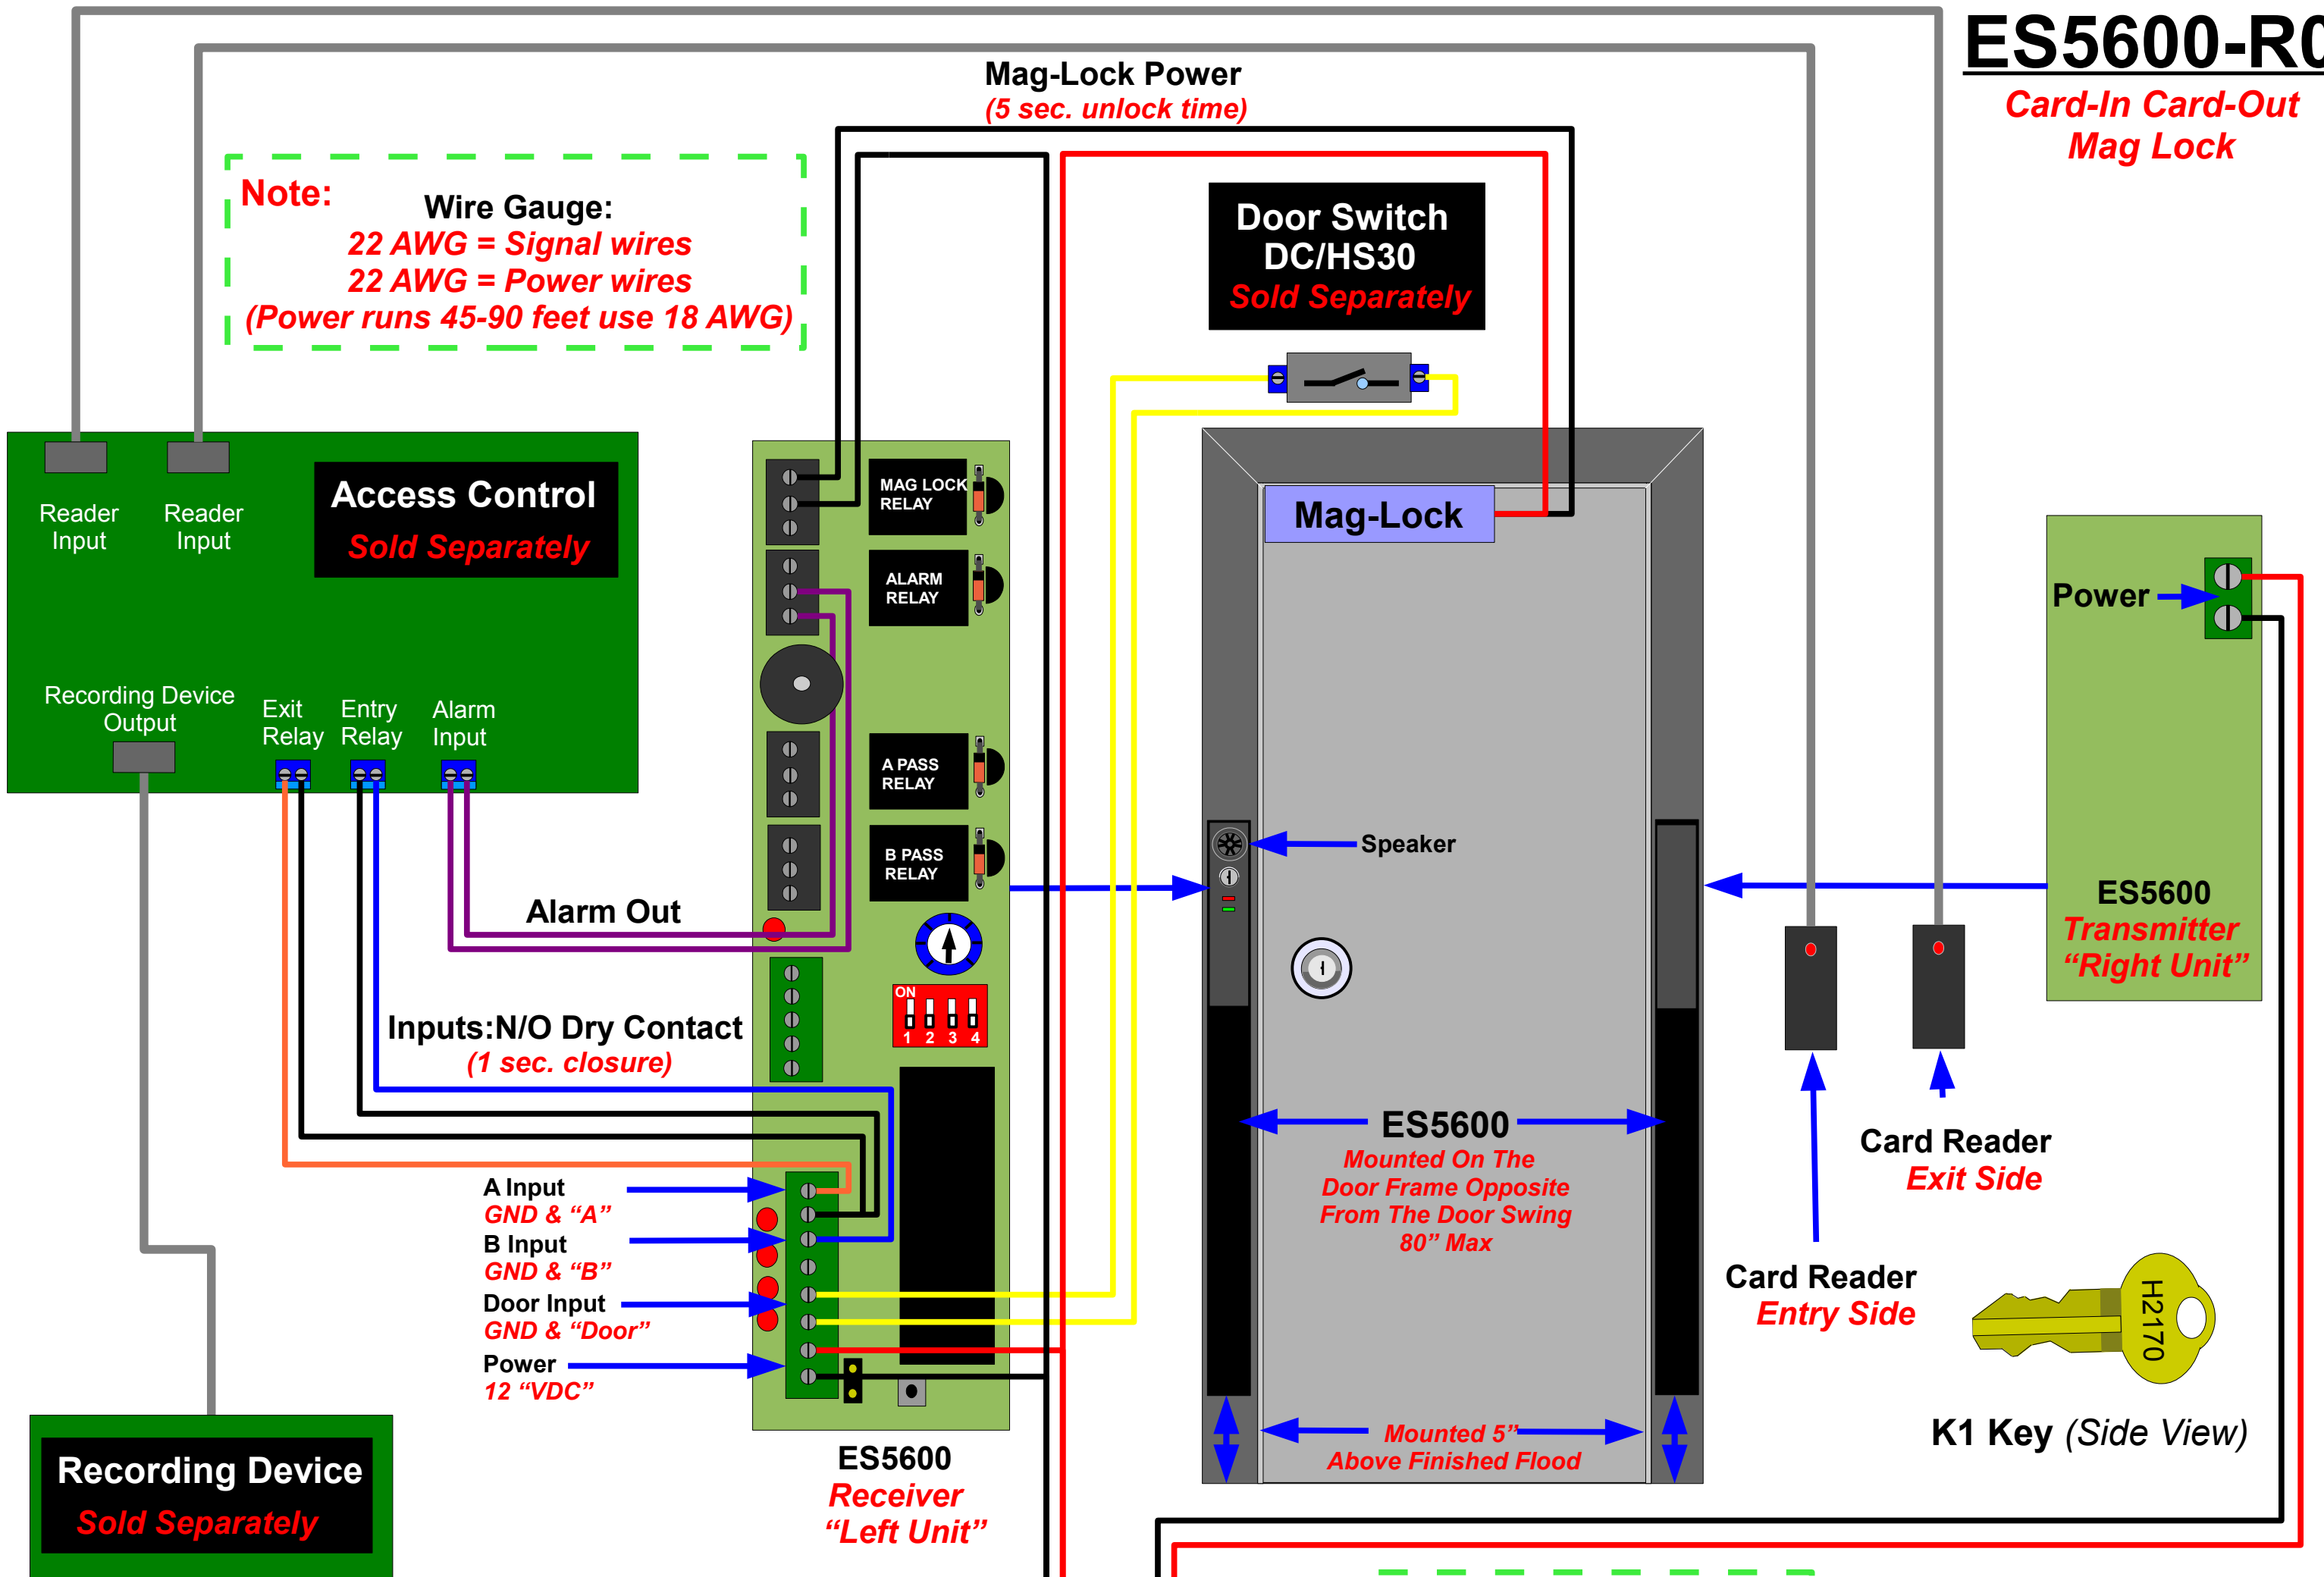 ES5600-R0
Card-In Card-Out
Mag Lock
Mag-Lock Power
(5 sec. unlock time)
Note:
Wire Gauge:
22 AWG = Signal wires
22 AWG = Power wires
(Power runs 45-90 feet use 18 AWG)
Door Switch
DC/HS30
Sold Separately
Reader
Input
Reader
Input
Access Control
Sold Separately
Recording Device
Output
Exit
Relay
Entry
Relay
Alarm
Input
MAG LOCK
RELAY
ALARM
RELAY
A PASS
RELAY
B PASS
RELAY
ON
1 2 3 4
Mag-Lock
Speaker
Power
ES5600
Transmitter
“Right Unit”
Alarm Out
Inputs:N/O Dry Contact
(1 sec. closure)
A Input
GND & “A”
B Input
GND & “B”
Door Input
GND & “Door”
Power
12 “VDC”
ES5600
Mounted On The
Door Frame Opposite
From The Door Swing
80” Max
Mounted 5”
Above Finished Flood
Card Reader
Exit Side
Card Reader
Entry Side
H2170
K1 Key (Side View)
ES5600
Receiver
“Left Unit”
Recording Device
Sold Separately